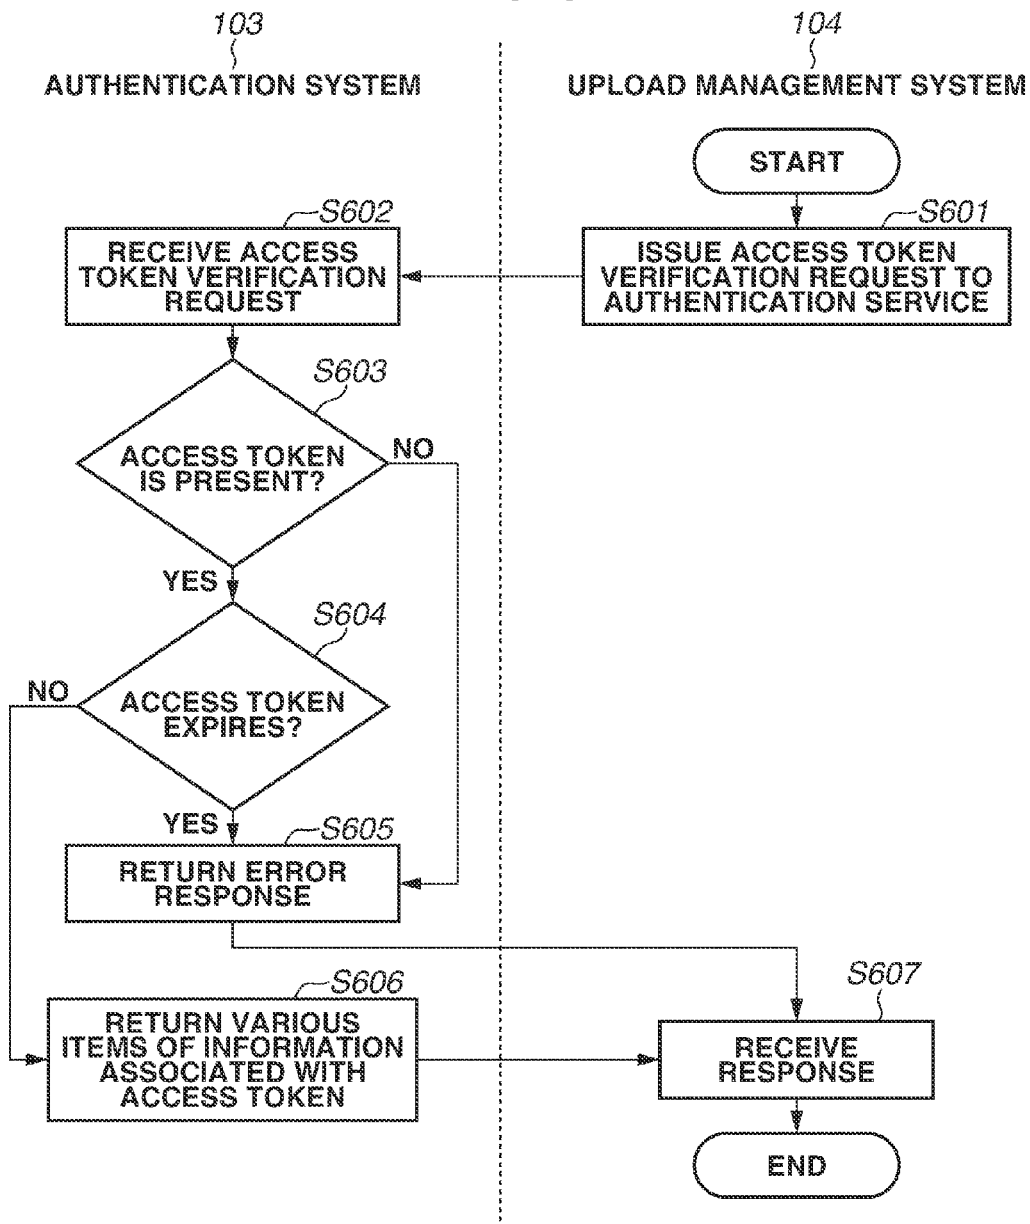 103
104
AUTHENTICATION SYSTEM
UPLOAD MANAGEMENT SYSTEM
START
S602
S601
RECEIVE ACCESS
TOKEN VERIFICATION
REQUEST
ISSUE ACCESS TOKEN
VERIFICATION REQUEST TO
AUTHENTICATION SERVICE
S603
ACCESS TOKEN
IS PRESENT?
NO
YES
S604
NO
ACCESS TOKEN
EXPIRES?
YES
S605
RETURN ERROR
RESPONSE
S606
S607
RETURN VARIOUS
ITEMS OF INFORMATION
ASSOCIATED WITH
ACCESS TOKEN
RECEIVE
RESPONSE
END